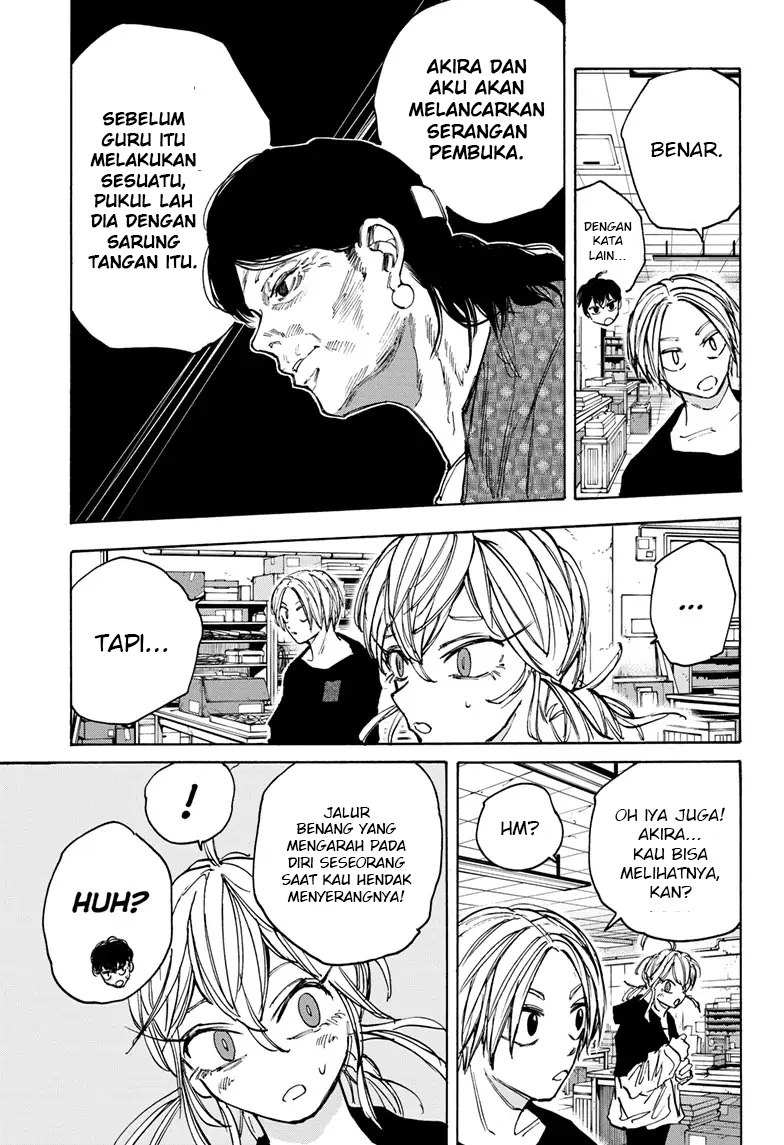 BENAR.
DENGAN
KATA
LAIN...
AKIRA DAN
AKU AKAN
MELANCARKAN
SERANGAN
PEMBUKA.
SEBELUM
GURU ITU
MELAKUKAN
SESUATU,
PUKUL LAH
DIA DENGAN
SARUNG
TANGAN ITU.
...
TAPI...
OH IYA JUGA!
AKIRA...
KAU BISA
MELIHATNYA,
KAN?
HM?
JALUR
BENANG YANG
MENGARAH PADA
DIRI SESEORANG
SAAT KAU HENDAK
MENYERANGNYA!
!
HUH?